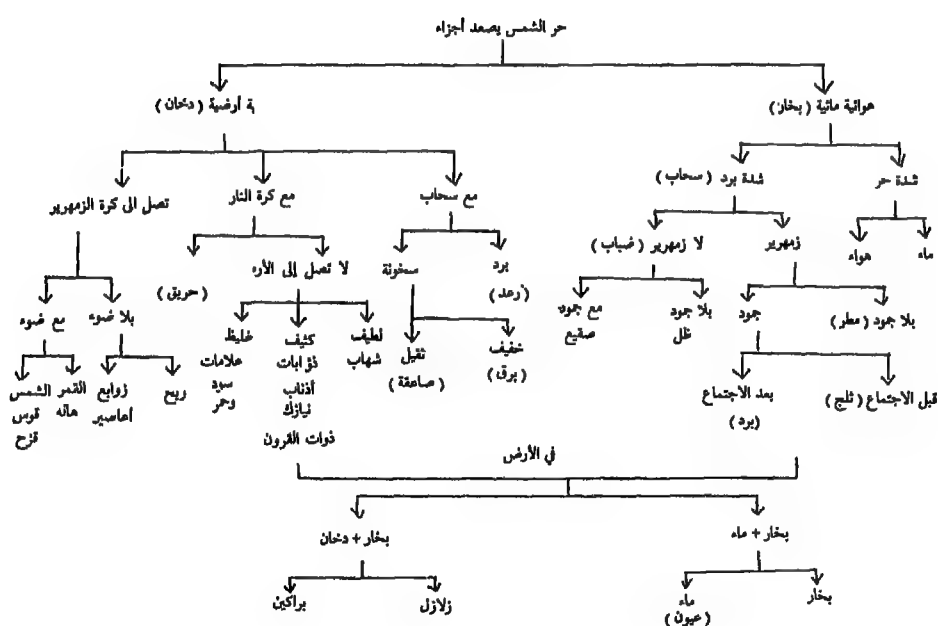 حر الشمس يصعد أجزاء
هوائية مائية (بخار)
ية أرضية (دخان)
شدة حر
شدة برد (سحاب)
مع سحاب
مع كرة النار
تصل الى كرة الزمهرير
ماء
هواء
زمهرير
لا زمهرير (ضباب)
برد
(رعد)
سخونة
لا تصل إلى الأره
(حريق)
بلا ضوء
مع ضوء
بلا جمود (مطر)
جمود
بلا جمود
ظل
مع جمود
صقيع
خفيف
(برق)
ثقيل
(صاعقة)
لطيف
شهاب
كثيف
ذؤابات
أذناب
نيازك
ذوات القرون
غليظ
علامات
سود
وحمر
ريح
زوابع
أعاصير
القمر
هاله
الشمس
قوس
قزح
قبل الاجتماع (ثلج)
بعد الاجتماع
(برد)
في الأرض
بخار + ماء
بخار + دخان
بخار
ماء
(عيون)
زلازل
براكين